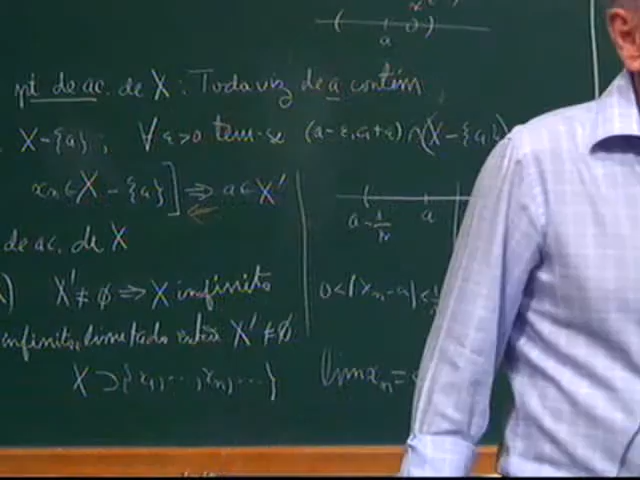 a
pt de ac. de X : Toda viz de a contém
X - {a} ; ∀ ε>0 tem-se (a-ε, a+ε) ∩ (X - {a})
xn ∈ X - {a} ] ⇒ a ∈ X'
a - 1/n a
de ac. de X
X' ≠ ∅ ⇒ X infinito
0 < |xn - a| < 1/n
infinito, limitado então X' ≠ ∅
X ⊃ {x1, ..., xn, ...}
lim xn =